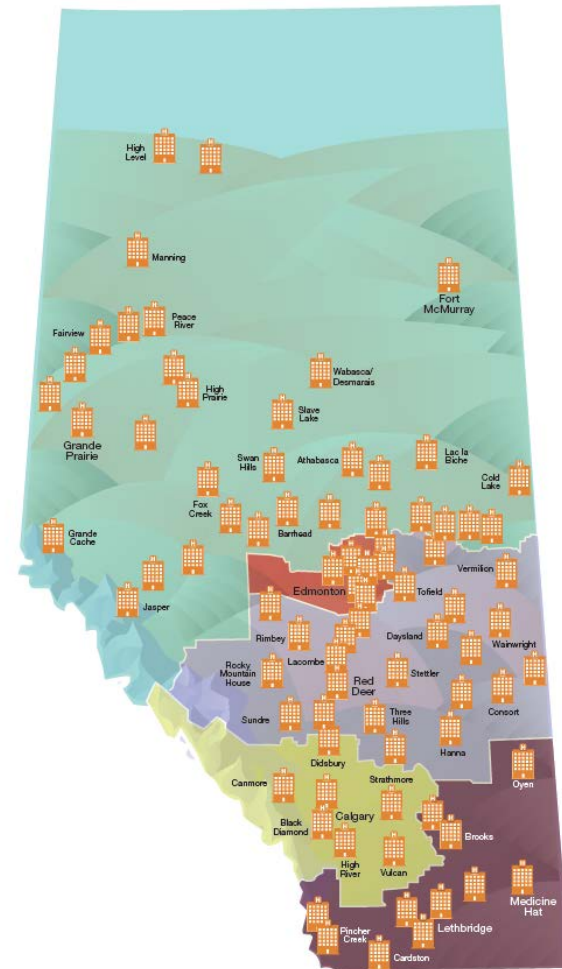 High
Level
Manning
Fort
McMurray
Peace
River
Fairview
Wabasca/
Desmarais
High
Prairie
Slave
Lake
Grande
Prairie
Swan
Hills
Athabasca
Lac la
Biche
Cold
Lake
Fox
Creek
Barrhead
Grande
Cache
Vermilion
Edmonton
Tofield
Jasper
Rimbey
Daysland
Wainwright
Lacombe
Rocky
Mountain
House
Stettler
Red
Deer
Consort
Sundre
Three
Hills
Hanna
Didsbury
Oyen
Canmore
Strathmore
Black
Diamond
Calgary
Brooks
High
River
Vulcan
Medicine
Hat
Lethbridge
Pincher
Creek
Cardston